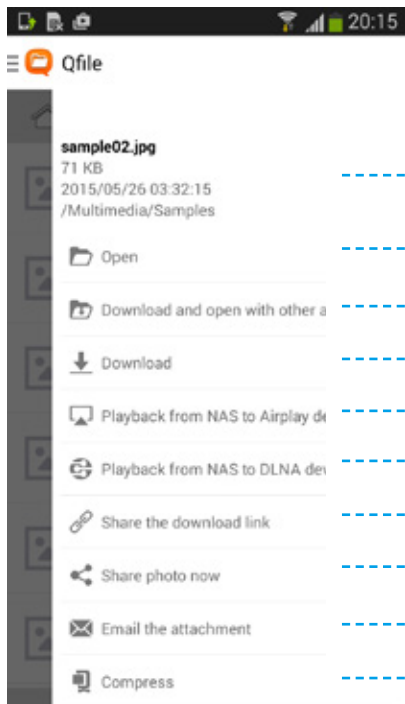 20:15
Qfile
sample02.jpg
71 KB
2015/05/26 03:32:15
/Multimedia/Samples
Open
Download and open with other a
Download
Playback from NAS to Airplay de
Playback from NAS to DLNA dev
Share the download link
Share photo now
Email the attachment
Compress